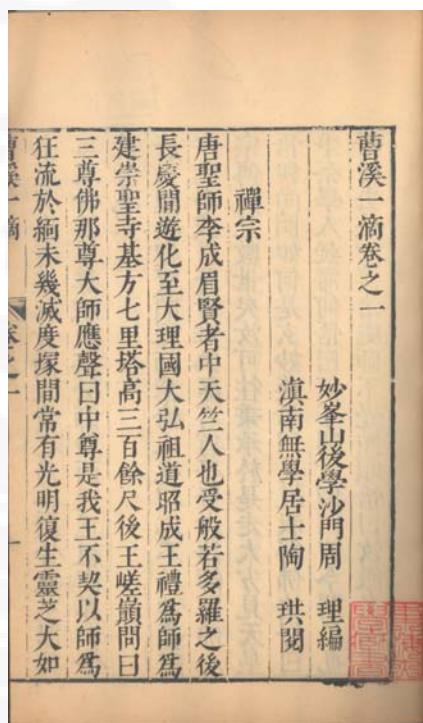 曹溪一滴卷之一
妙峯山後學沙門周　理編
滇南無學居士陶　珙閱
禪宗
唐聖師李成眉賢者中天竺人也受般若多羅之後
長慶間遊化至大理國大弘祖道昭成王禮爲師爲
建崇聖寺基方七里塔高三百餘尺後王嵯巔問曰
三尊佛那尊大師應聲曰中尊是我王不契以師爲
狂流於緬未幾滅度塚間常有光明復生靈芝大如
曹溪一滴　卷之一　一